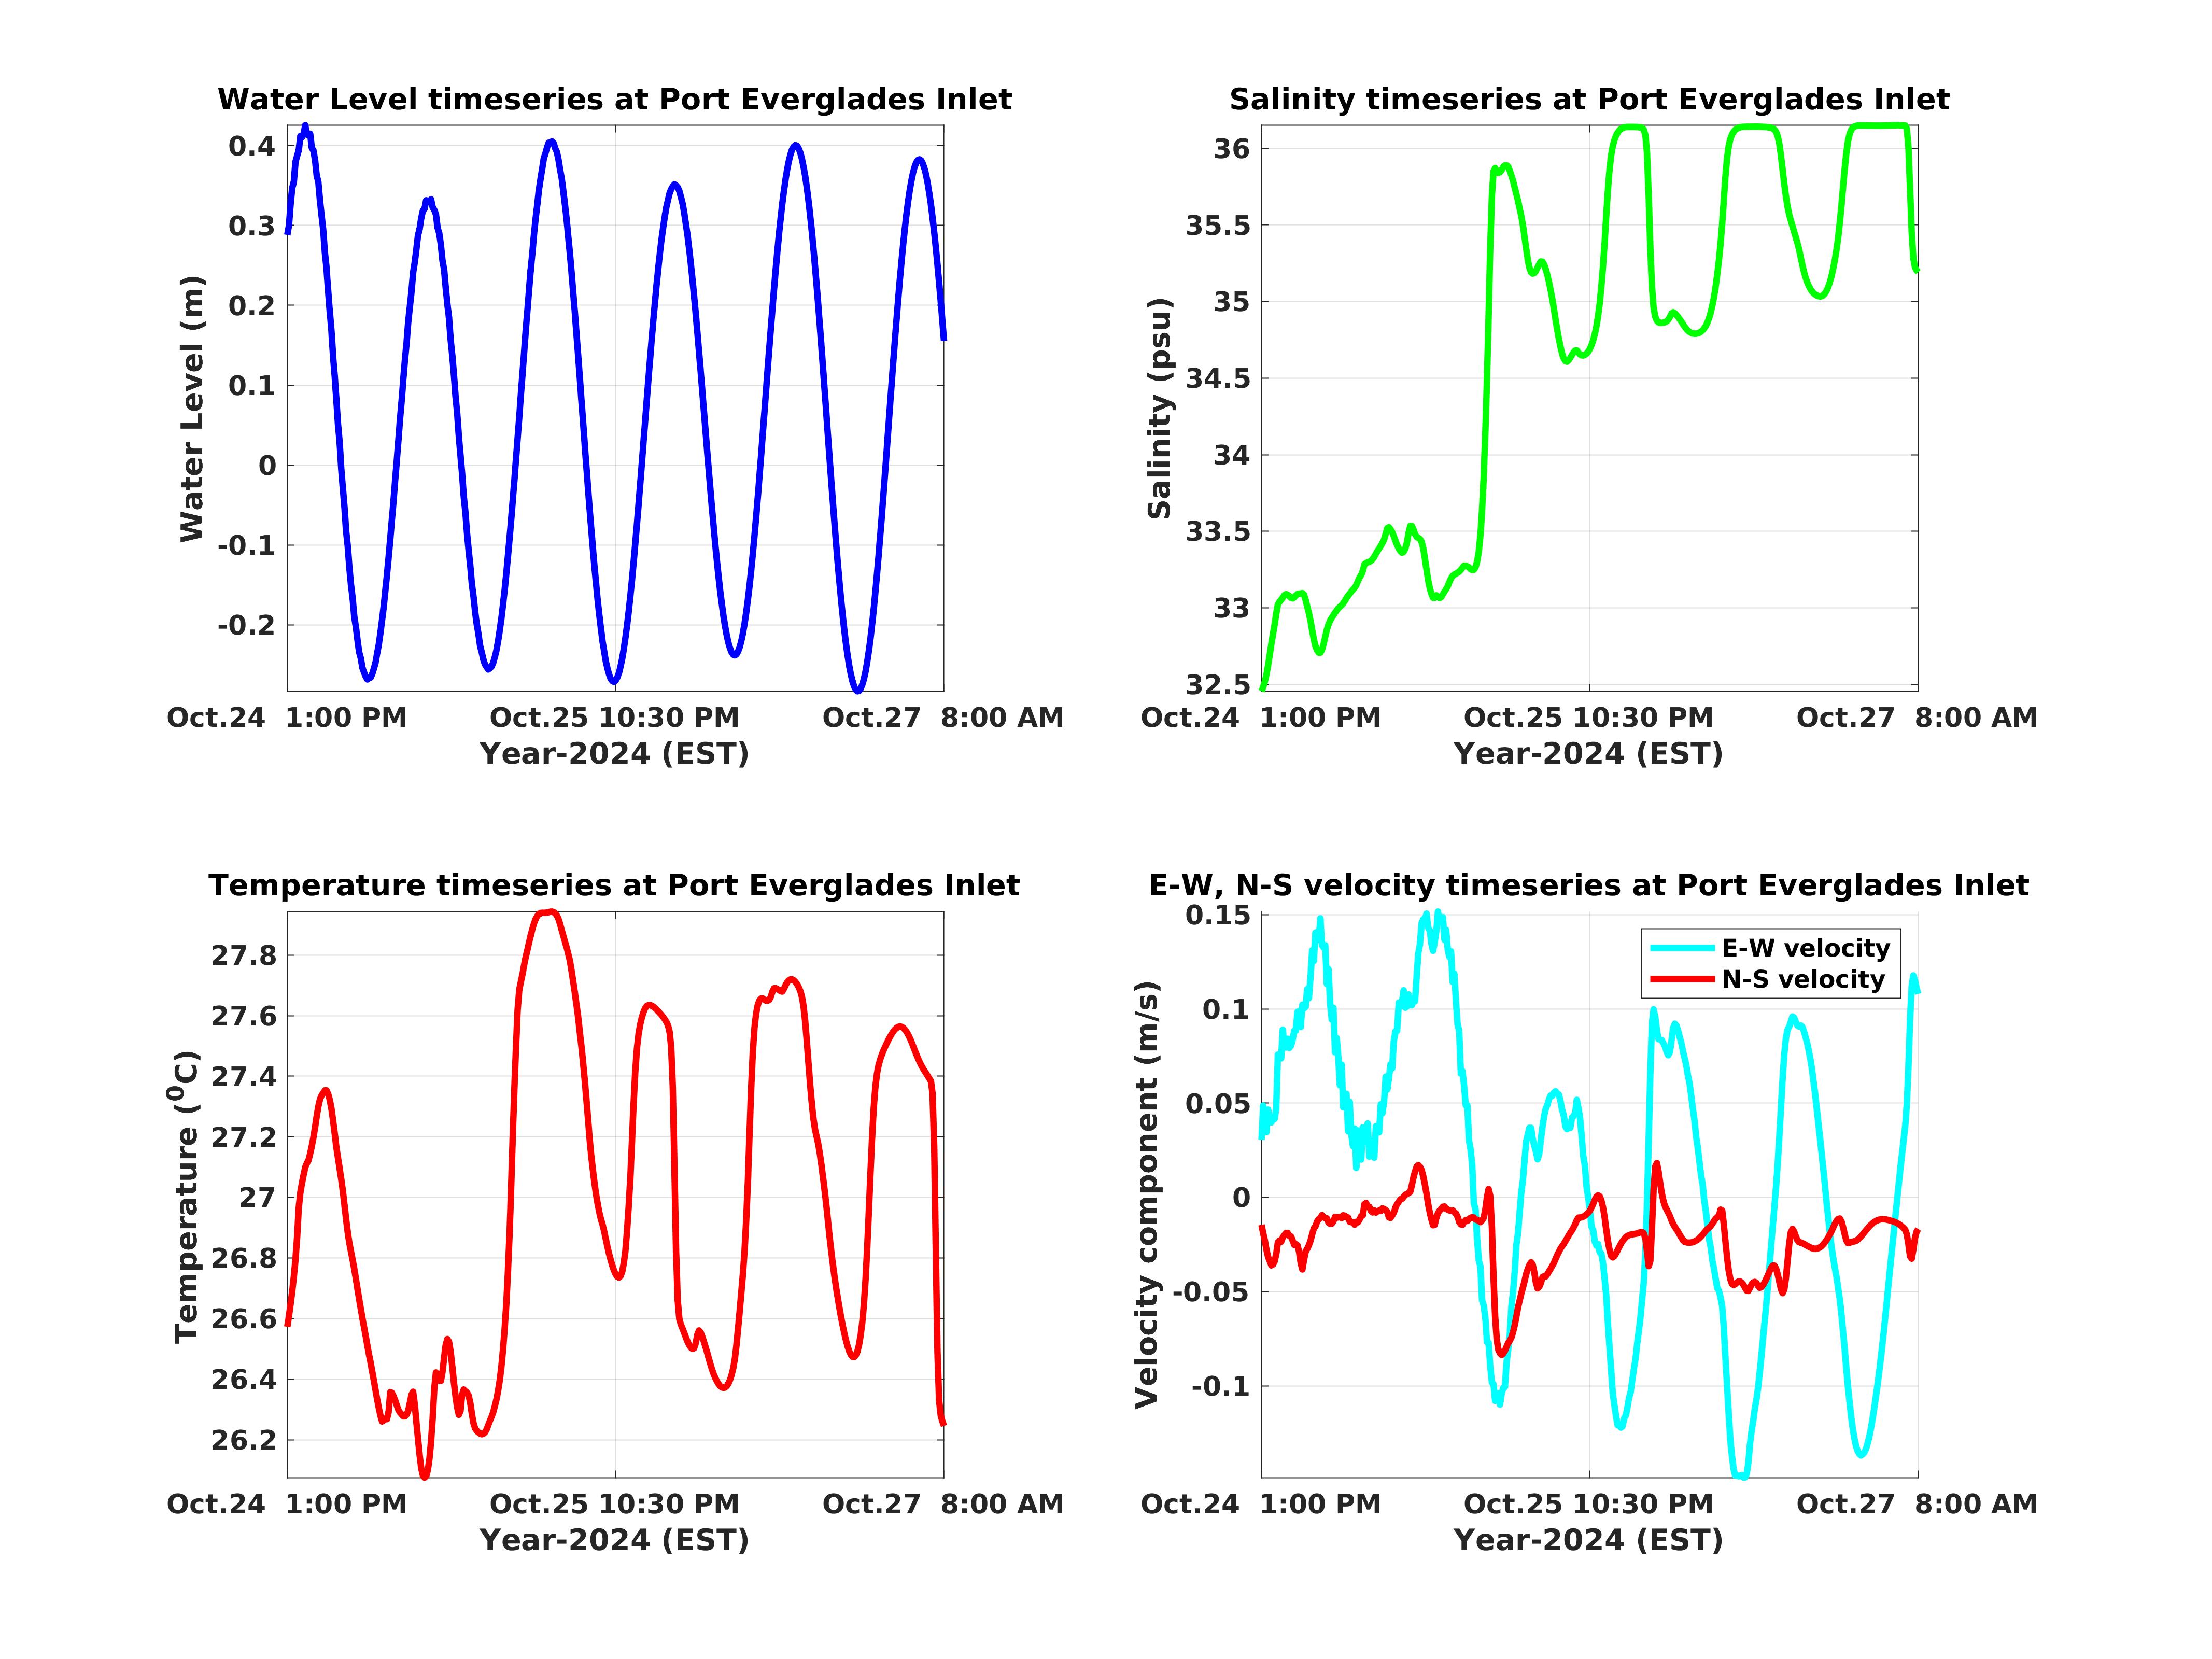 Water Level timeseries at Port Everglades Inlet
Water Level (m)
0.4
0.3
0.2
0.1
0
-0.1
-0.2
Oct.24  1:00 PM
Oct.25 10:30 PM
Oct.27  8:00 AM
Year-2024 (EST)
Salinity timeseries at Port Everglades Inlet
Salinity (psu)
36
35.5
35
34.5
34
33.5
33
32.5
Oct.24  1:00 PM
Oct.25 10:30 PM
Oct.27  8:00 AM
Year-2024 (EST)
Temperature timeseries at Port Everglades Inlet
Temperature (⁰C)
27.8
27.6
27.4
27.2
27
26.8
26.6
26.4
26.2
Oct.24  1:00 PM
Oct.25 10:30 PM
Oct.27  8:00 AM
Year-2024 (EST)
E-W, N-S velocity timeseries at Port Everglades Inlet
Velocity component (m/s)
0.15
0.1
0.05
0
-0.05
-0.1
E-W velocity
N-S velocity
Oct.24  1:00 PM
Oct.25 10:30 PM
Oct.27  8:00 AM
Year-2024 (EST)